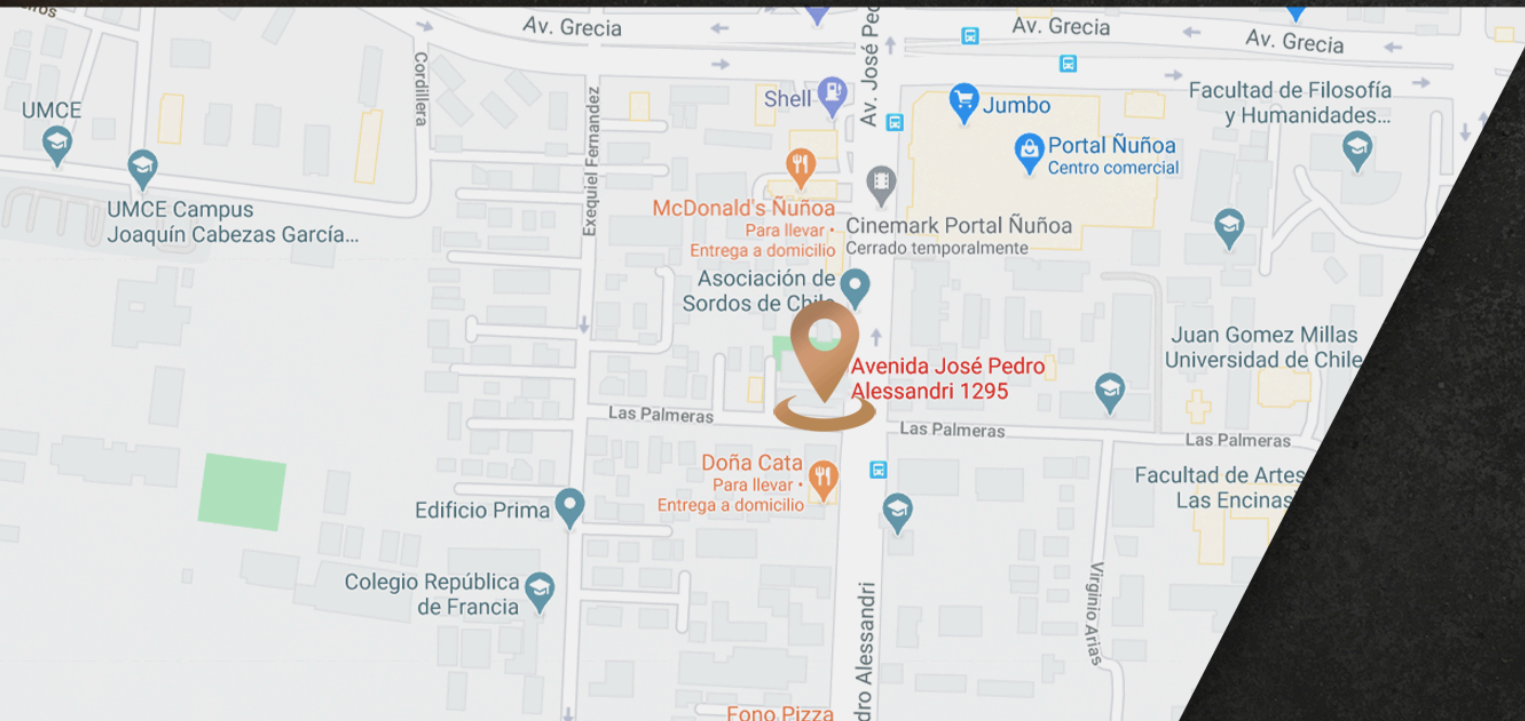 Av. Grecia
Av. Grecia
Av. Grecia
Cordillera
Exequiel Fernandez
Av. José Ped
Shell
Jumbo
Facultad de Filosofía
y Humanidades...
UMCE
Portal Ñuñoa
Centro comercial
UMCE Campus
Joaquín Cabezas García...
McDonald's Ñuñoa
Para llevar •
Entrega a domicilio
Cinemark Portal Ñuñoa
Cerrado temporalmente
Asociación de
Sordos de Chile
Juan Gomez Millas
Universidad de Chile
Avenida José Pedro
Alessandri 1295
Las Palmeras
Las Palmeras
Las Palmeras
Doña Cata
Para llevar •
Entrega a domicilio
Facultad de Artes
Las Encinas
Edificio Prima
Colegio República
de Francia
Virginio Arias
dro Alessandri
Fono Pizza